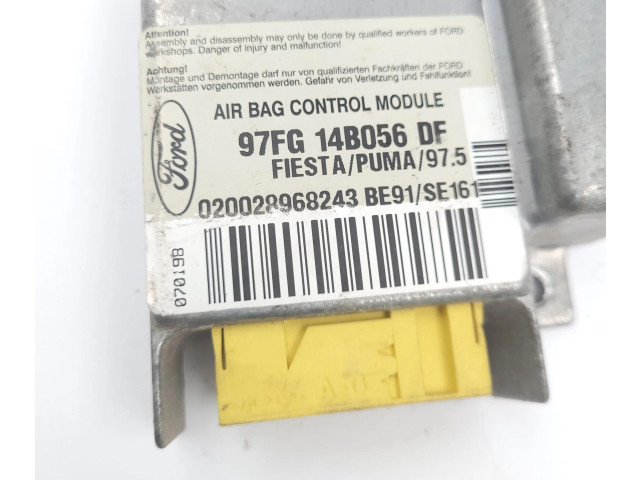 Attention!
Assembly and disassembly may only be done by qualified workers of FORD
workshops. Danger of injury and malfunction!
Achtung!
Montage und Demontage darf nur von qualifizierten Fachkräften der FORD
Werkstätten vorgenommen werden. Gefahr von Verletzung und Fehlfunktion!
AIR BAG CONTROL MODULE
Ford
97FG 14B056 DF
FIESTA/PUMA/97.5
020028968243 BE91/SE161
070198